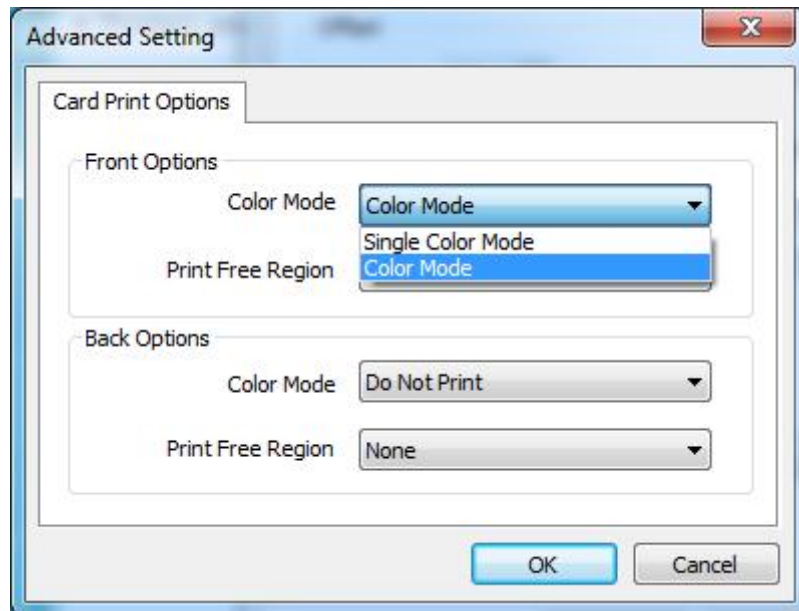 Advanced Setting
Card Print Options
Front Options
Color Mode Color Mode
Single Color Mode
Color Mode
Print Free Region
Back Options
Color Mode Do Not Print
Print Free Region None
OK Cancel